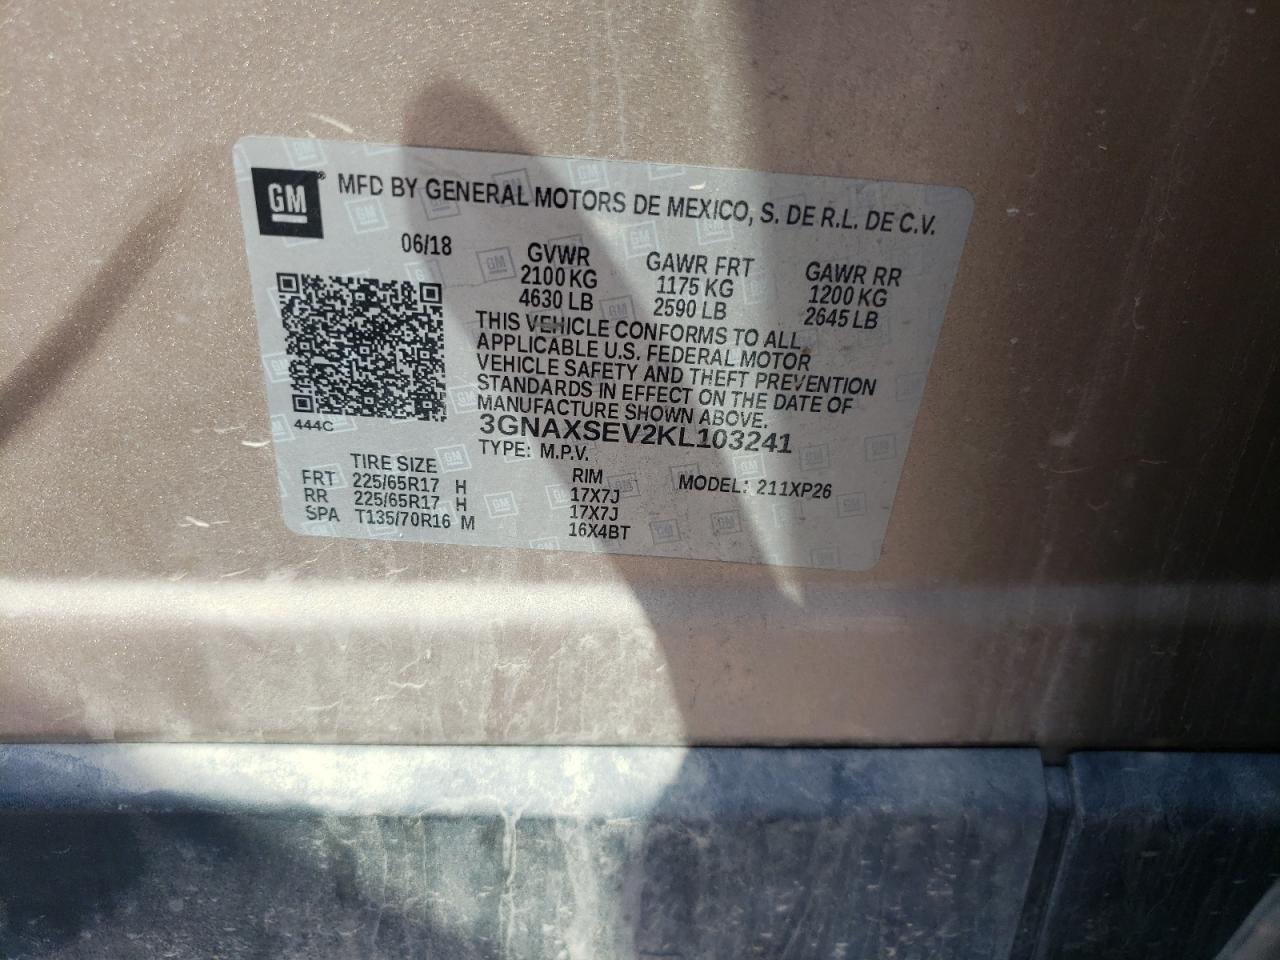 GM® MFD BY GENERAL MOTORS DE MEXICO, S. DE R.L. DE C.V.
06/18 GVWR GAWR FRT GAWR RR
2100 KG 1175 KG 1200 KG
4630 LB 2590 LB 2645 LB
THIS VEHICLE CONFORMS TO ALL
APPLICABLE U.S. FEDERAL MOTOR
VEHICLE SAFETY AND THEFT PREVENTION
STANDARDS IN EFFECT ON THE DATE OF
MANUFACTURE SHOWN ABOVE.
444C 3GNAXSEV2KL103241
TYPE: M.P.V. MODEL: 211XP26
TIRE SIZE RIM
FRT 225/65R17 H 17X7J
RR 225/65R17 H 17X7J
SPA T135/70R16 M 16X4BT